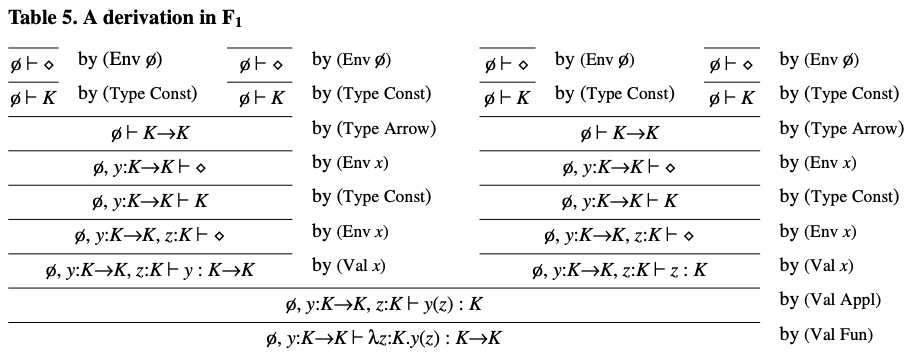 Table 5. A derivation in F₁
ø ⊢ ⋄ by (Env ø) ø ⊢ ⋄ by (Env ø) ø ⊢ ⋄ by (Env ø) ø ⊢ ⋄ by (Env ø)
ø ⊢ K by (Type Const) ø ⊢ K by (Type Const) ø ⊢ K by (Type Const) ø ⊢ K by (Type Const)
ø ⊢ K→K by (Type Arrow) ø ⊢ K→K by (Type Arrow)
ø, y:K→K ⊢ ⋄ by (Env x) ø, y:K→K ⊢ ⋄ by (Env x)
ø, y:K→K ⊢ K by (Type Const) ø, y:K→K ⊢ K by (Type Const)
ø, y:K→K, z:K ⊢ ⋄ by (Env x) ø, y:K→K, z:K ⊢ ⋄ by (Env x)
ø, y:K→K, z:K ⊢ y : K→K by (Val x) ø, y:K→K, z:K ⊢ z : K by (Val x)
ø, y:K→K, z:K ⊢ y(z) : K by (Val Appl)
ø, y:K→K ⊢ λz:K.y(z) : K→K by (Val Fun)